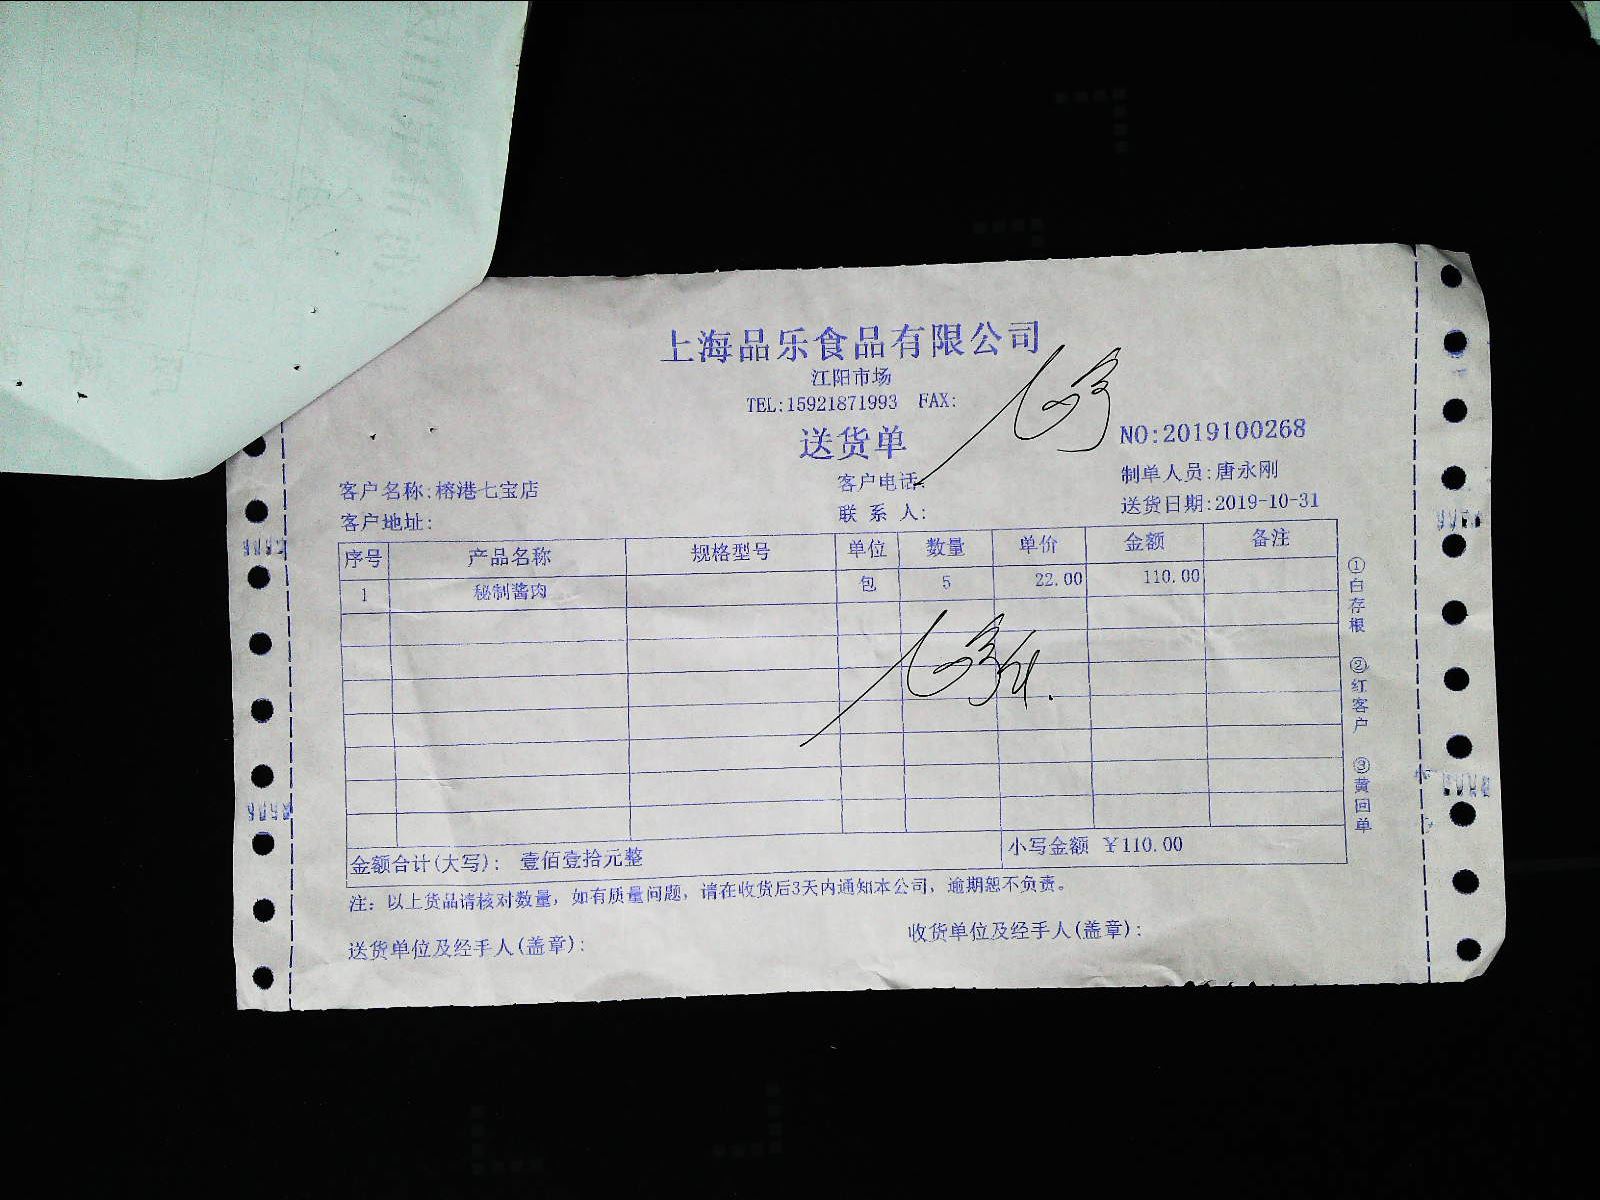 上海品乐食品有限公司
江阳市场
TEL:15921871993 FAX:
送货单
NO:2019100268
客户名称:榕港七宝店 客户电话: 制单人员:唐永刚
客户地址: 联系人: 送货日期:2019-10-31
序号 产品名称 规格型号 单位 数量 单价 金额 备注
1 秘制酱肉 包 5 22.00 110.00
金额合计(大写): 壹佰壹拾元整 小写金额 ￥110.00
注: 以上货品请核对数量, 如有质量问题, 请在收货后3天内通知本公司, 逾期恕不负责。
送货单位及经手人(盖章): 收货单位及经手人(盖章):
①白存根 ②红客户 ③黄回单